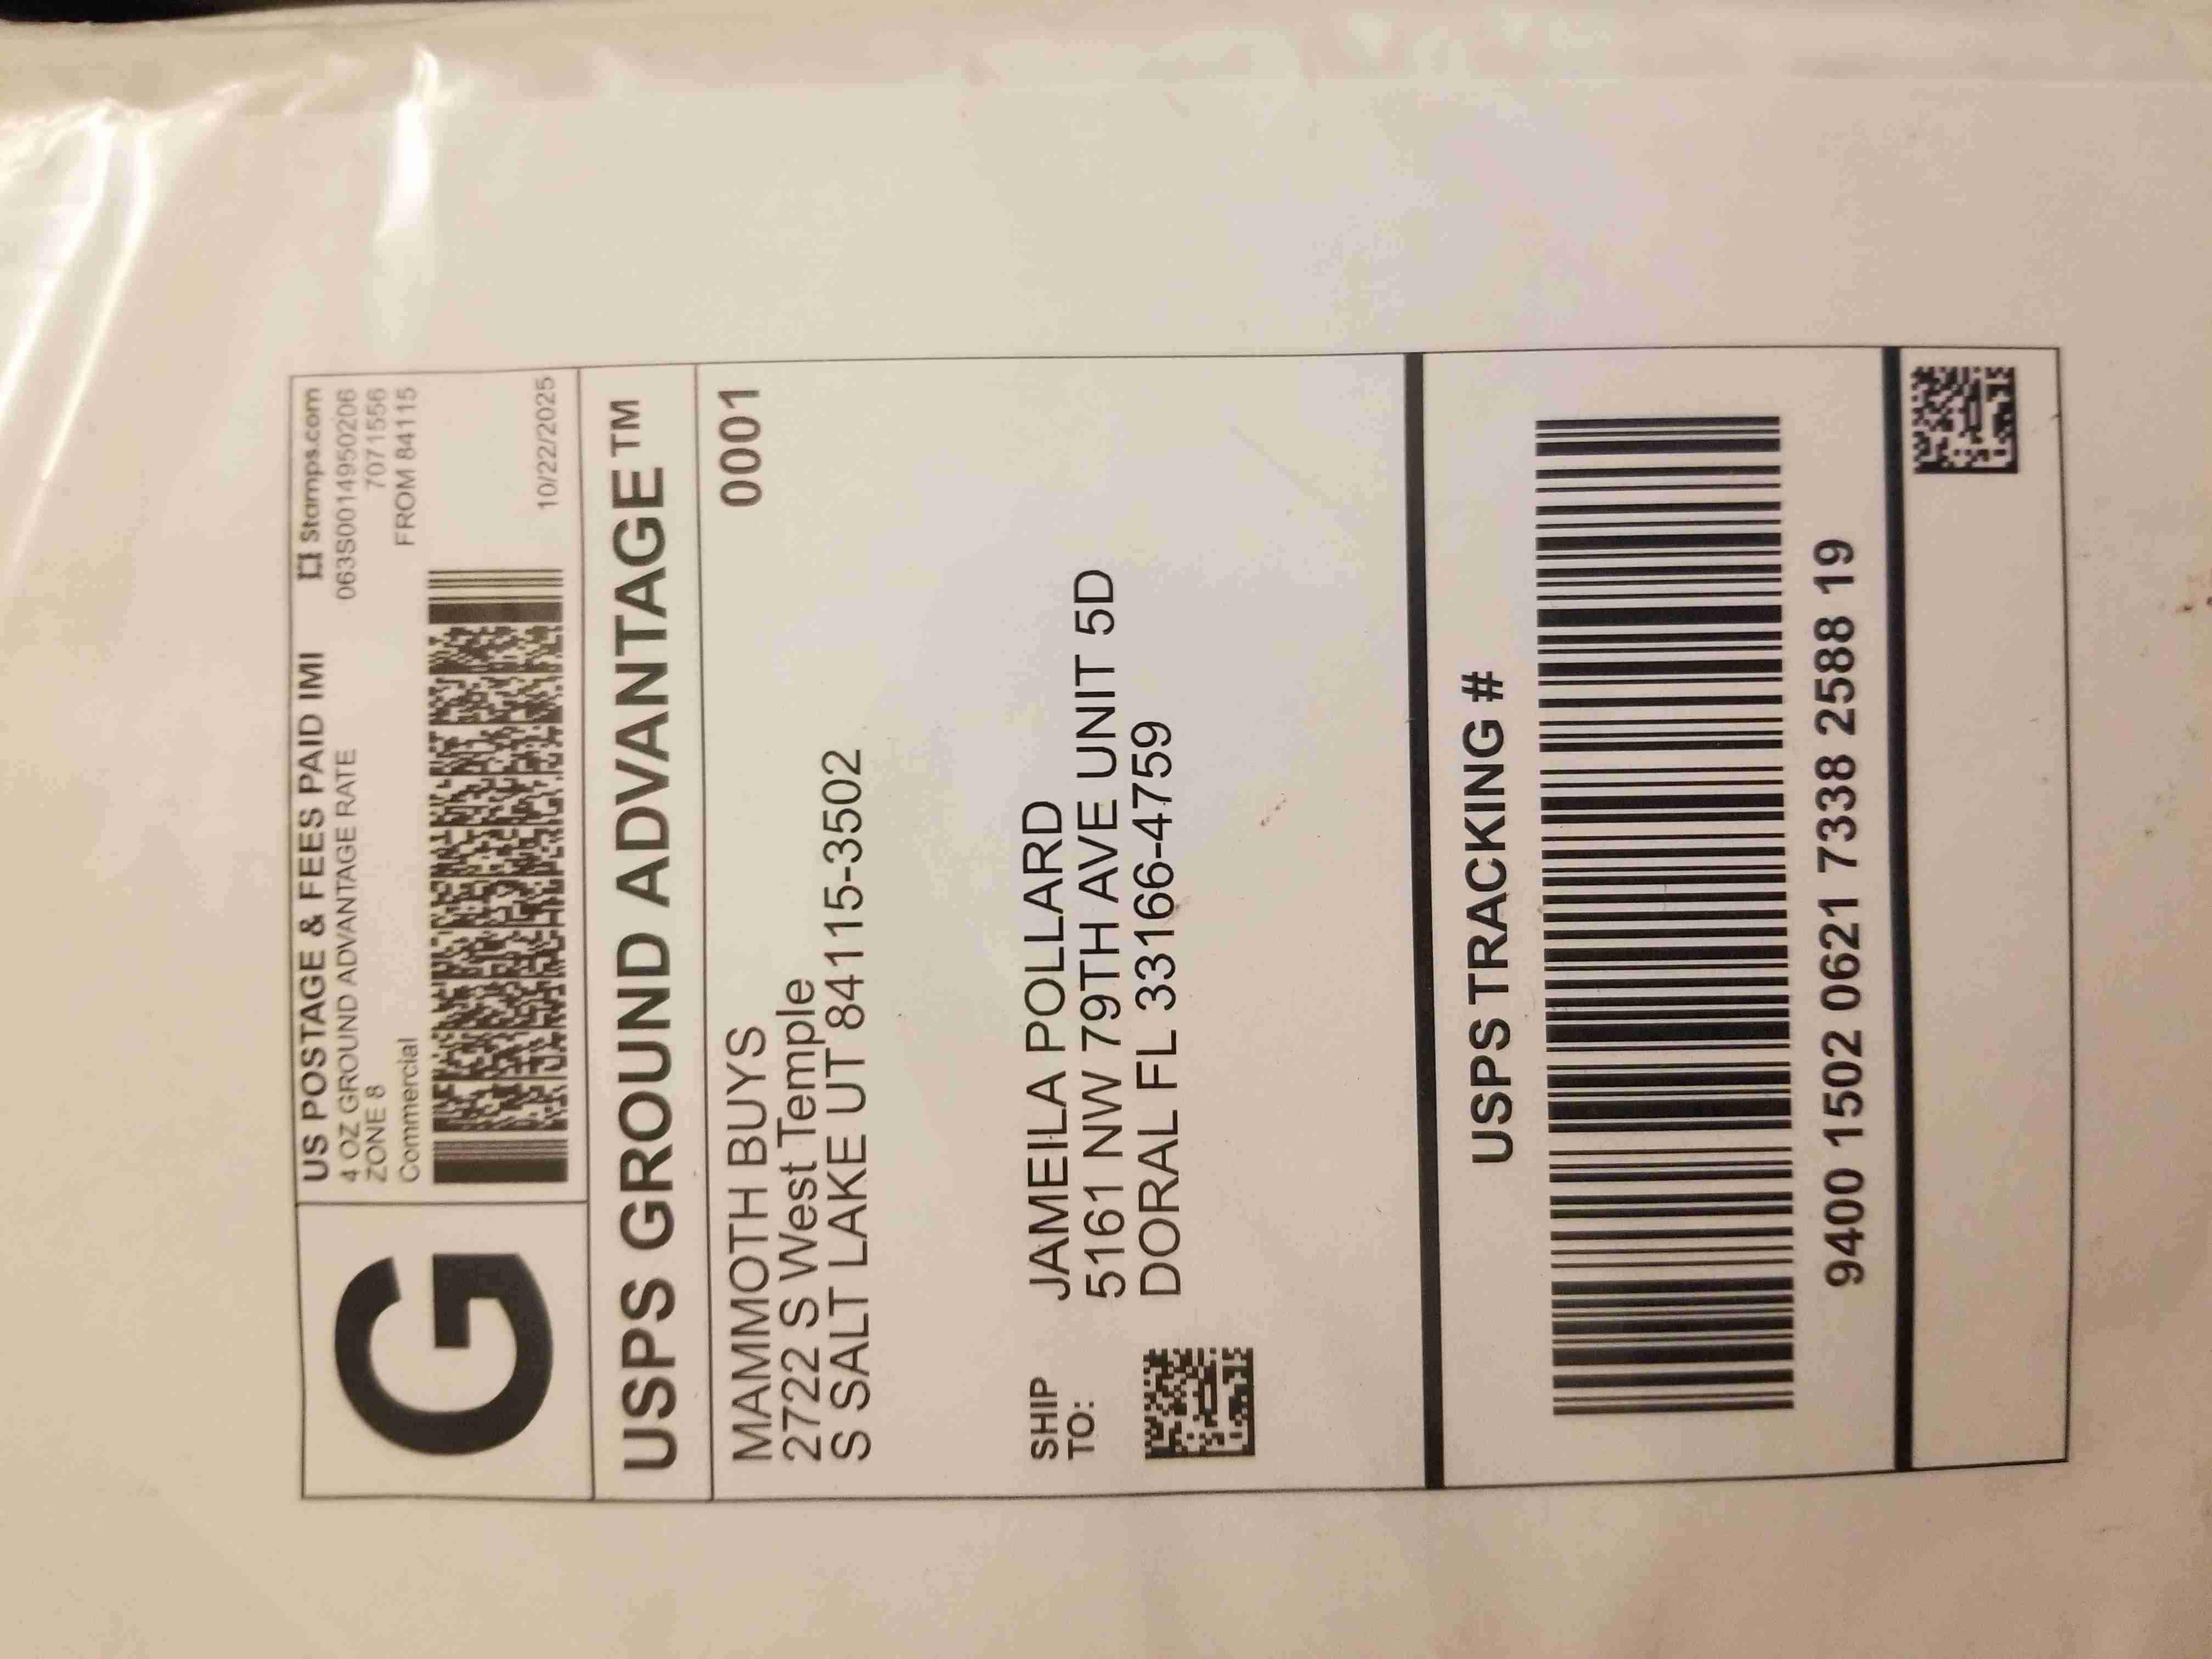 G
US POSTAGE & FEES PAID IMI
4 OZ GROUND ADVANTAGE RATE
ZONE 8
Commercial
Stamps.com
063S0014950206
7071556
FROM 84115
10/22/2025
USPS GROUND ADVANTAGE™
MAMMOTH BUYS
2722 S West Temple
S SALT LAKE UT 84115-3502
0001
SHIP
TO:
JAMEILA POLLARD
5161 NW 79TH AVE UNIT 5D
DORAL FL 33166-4759
USPS TRACKING #
9400 1502 0621 7338 2588 19